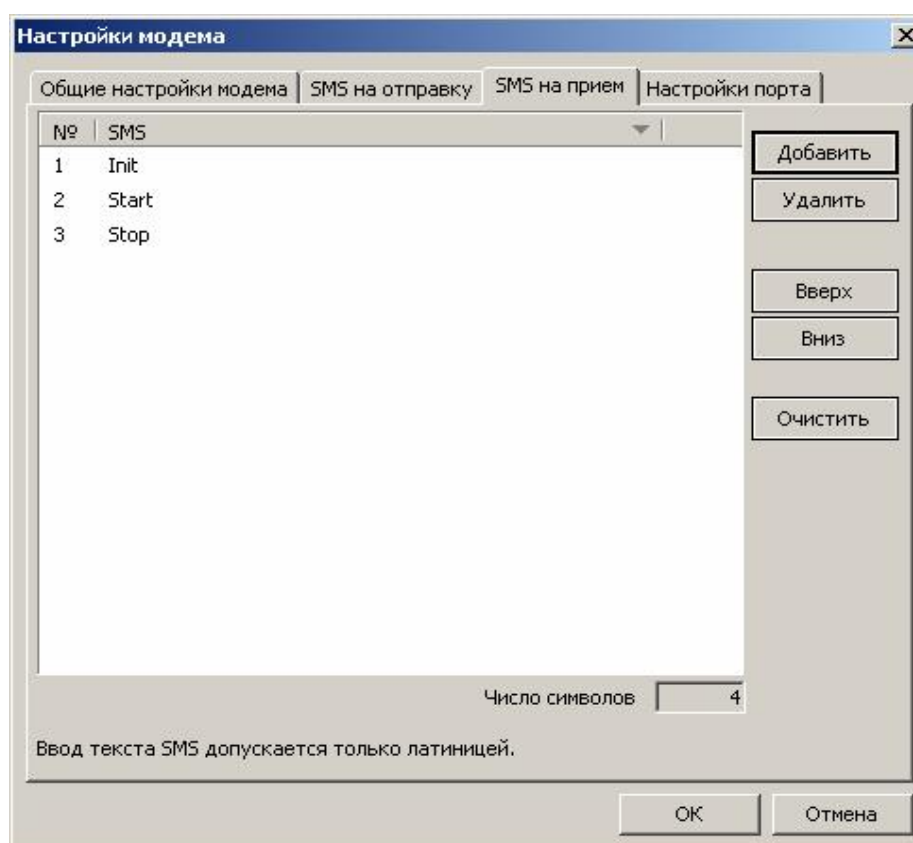 Настройки модема
Общие настройки модема SMS на отправку SMS на прием Настройки порта
№ SMS
1 Init
2 Start
3 Stop
Добавить
Удалить
Вверх
Вниз
Очистить
Число символов 4
Ввод текста SMS допускается только латиницей.
OK Отмена